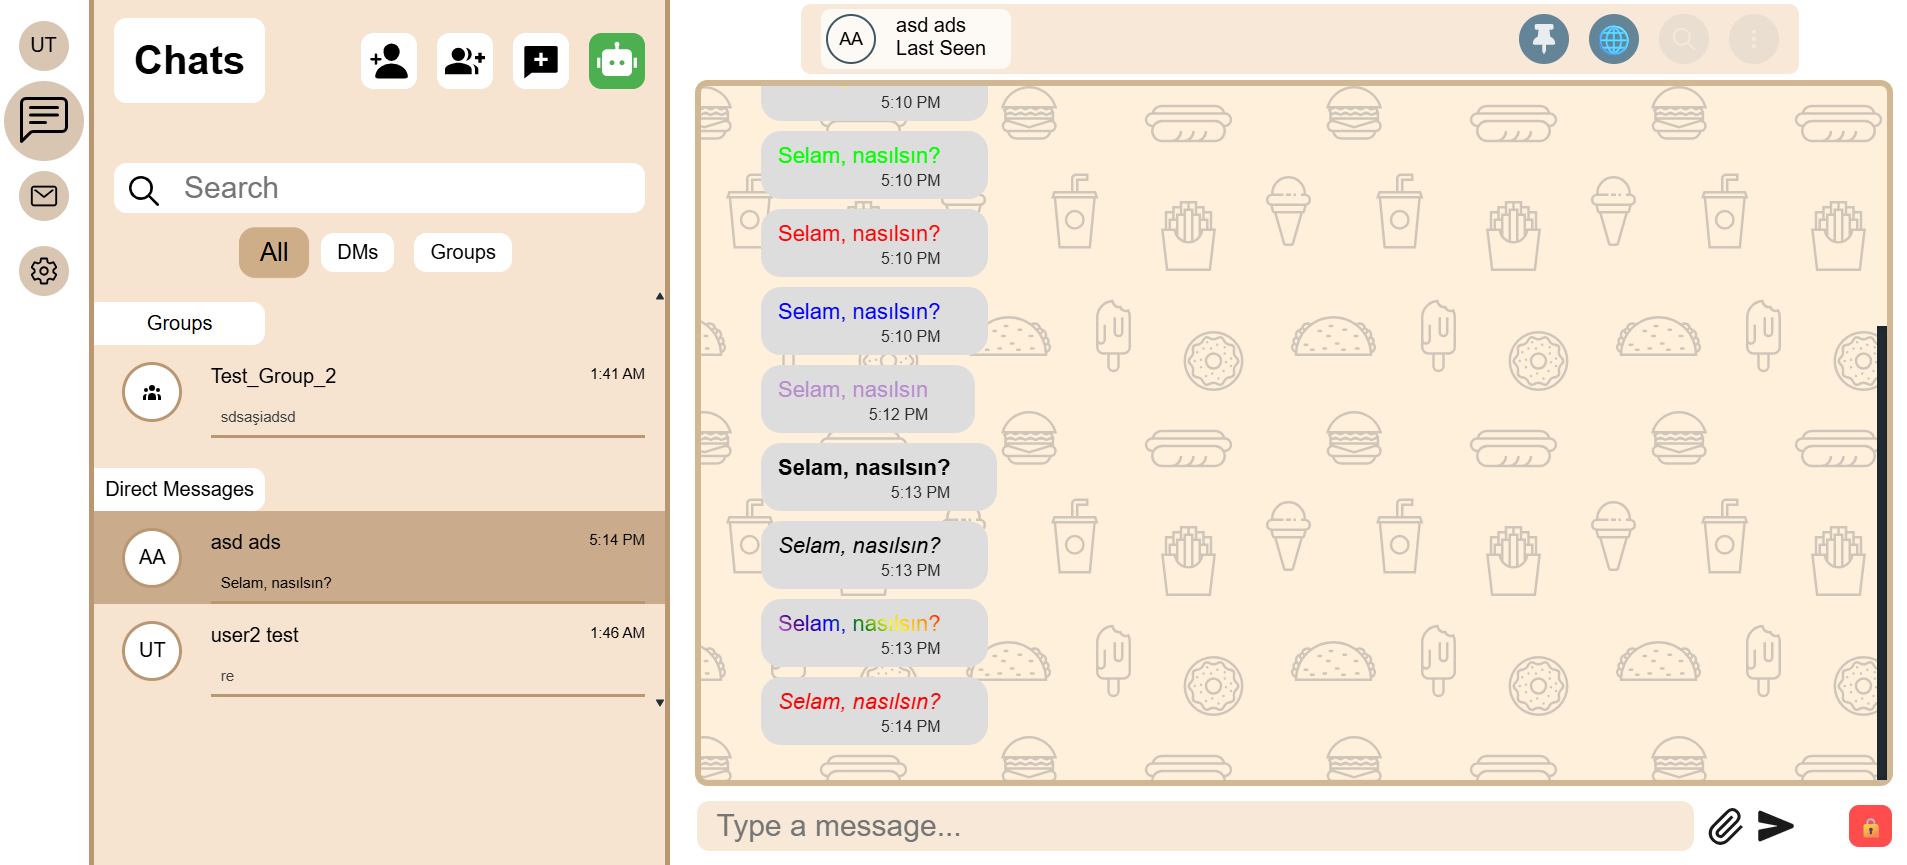 UT
Chats
Search
All
DMs
Groups
Groups
Test_Group_2
1:41 AM
sdsaşiadsd
Direct Messages
AA
asd ads
5:14 PM
Selam, nasılsın?
UT
user2 test
1:46 AM
re
AA
asd ads
Last Seen
5:10 PM
Selam, nasılsın?
5:10 PM
Selam, nasılsın?
5:10 PM
Selam, nasılsın?
5:10 PM
Selam, nasılsın
5:12 PM
Selam, nasılsın?
5:13 PM
Selam, nasılsın?
5:13 PM
Selam, nasılsın?
5:13 PM
Selam, nasılsın?
5:14 PM
Type a message...